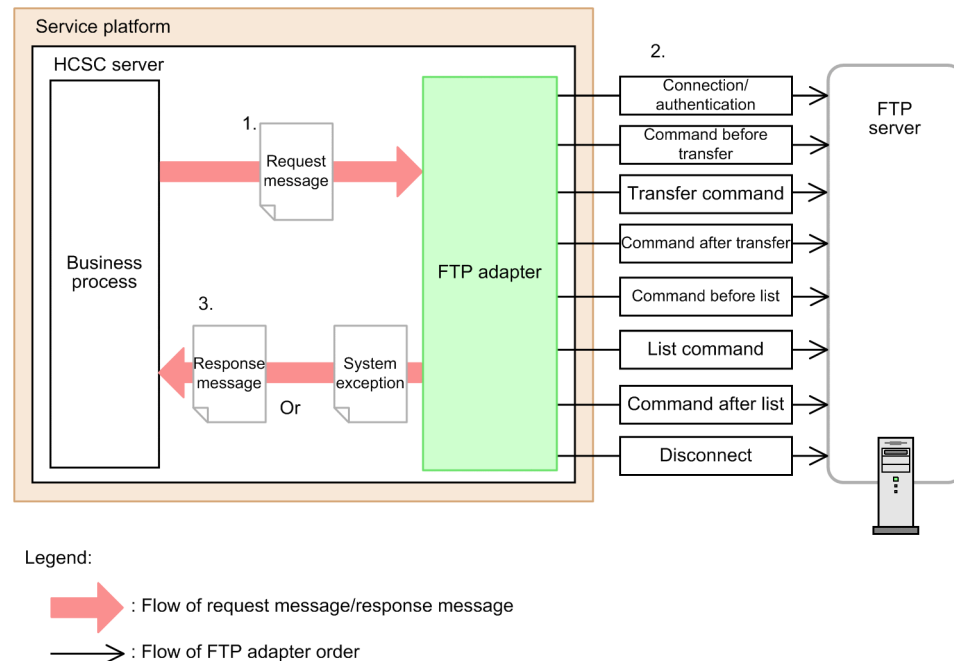 Service platform
HCSC server
2.
Connection/
authentication
FTP
server
1.
Request
message
Command before
transfer
Transfer command
Command after transfer
Business
process
FTP adapter
3.
Command before list
Response
message
Or
System
exception
List command
Command after list
Disconnect
Legend:
: Flow of request message/response message
: Flow of FTP adapter order